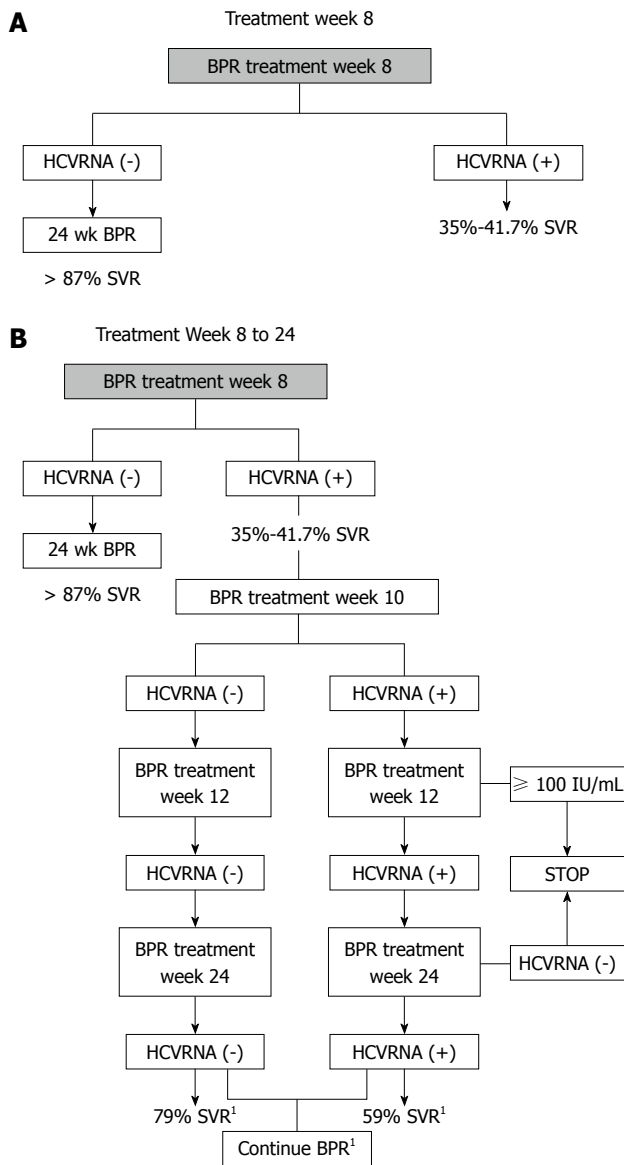 A
Treatment week 8
BPR treatment week 8
HCVRNA (-)
HCVRNA (+)
24 wk BPR
35%-41.7% SVR
> 87% SVR
B
Treatment Week 8 to 24
BPR treatment week 8
HCVRNA (-)
HCVRNA (+)
24 wk BPR
35%-41.7% SVR
> 87% SVR
BPR treatment week 10
HCVRNA (-)
HCVRNA (+)
BPR treatment
week 12
BPR treatment
week 12
⩾ 100 IU/mL
HCVRNA (-)
HCVRNA (+)
STOP
BPR treatment
week 24
BPR treatment
week 24
HCVRNA (-)
HCVRNA (-)
HCVRNA (+)
79% SVR¹
59% SVR¹
Continue BPR¹